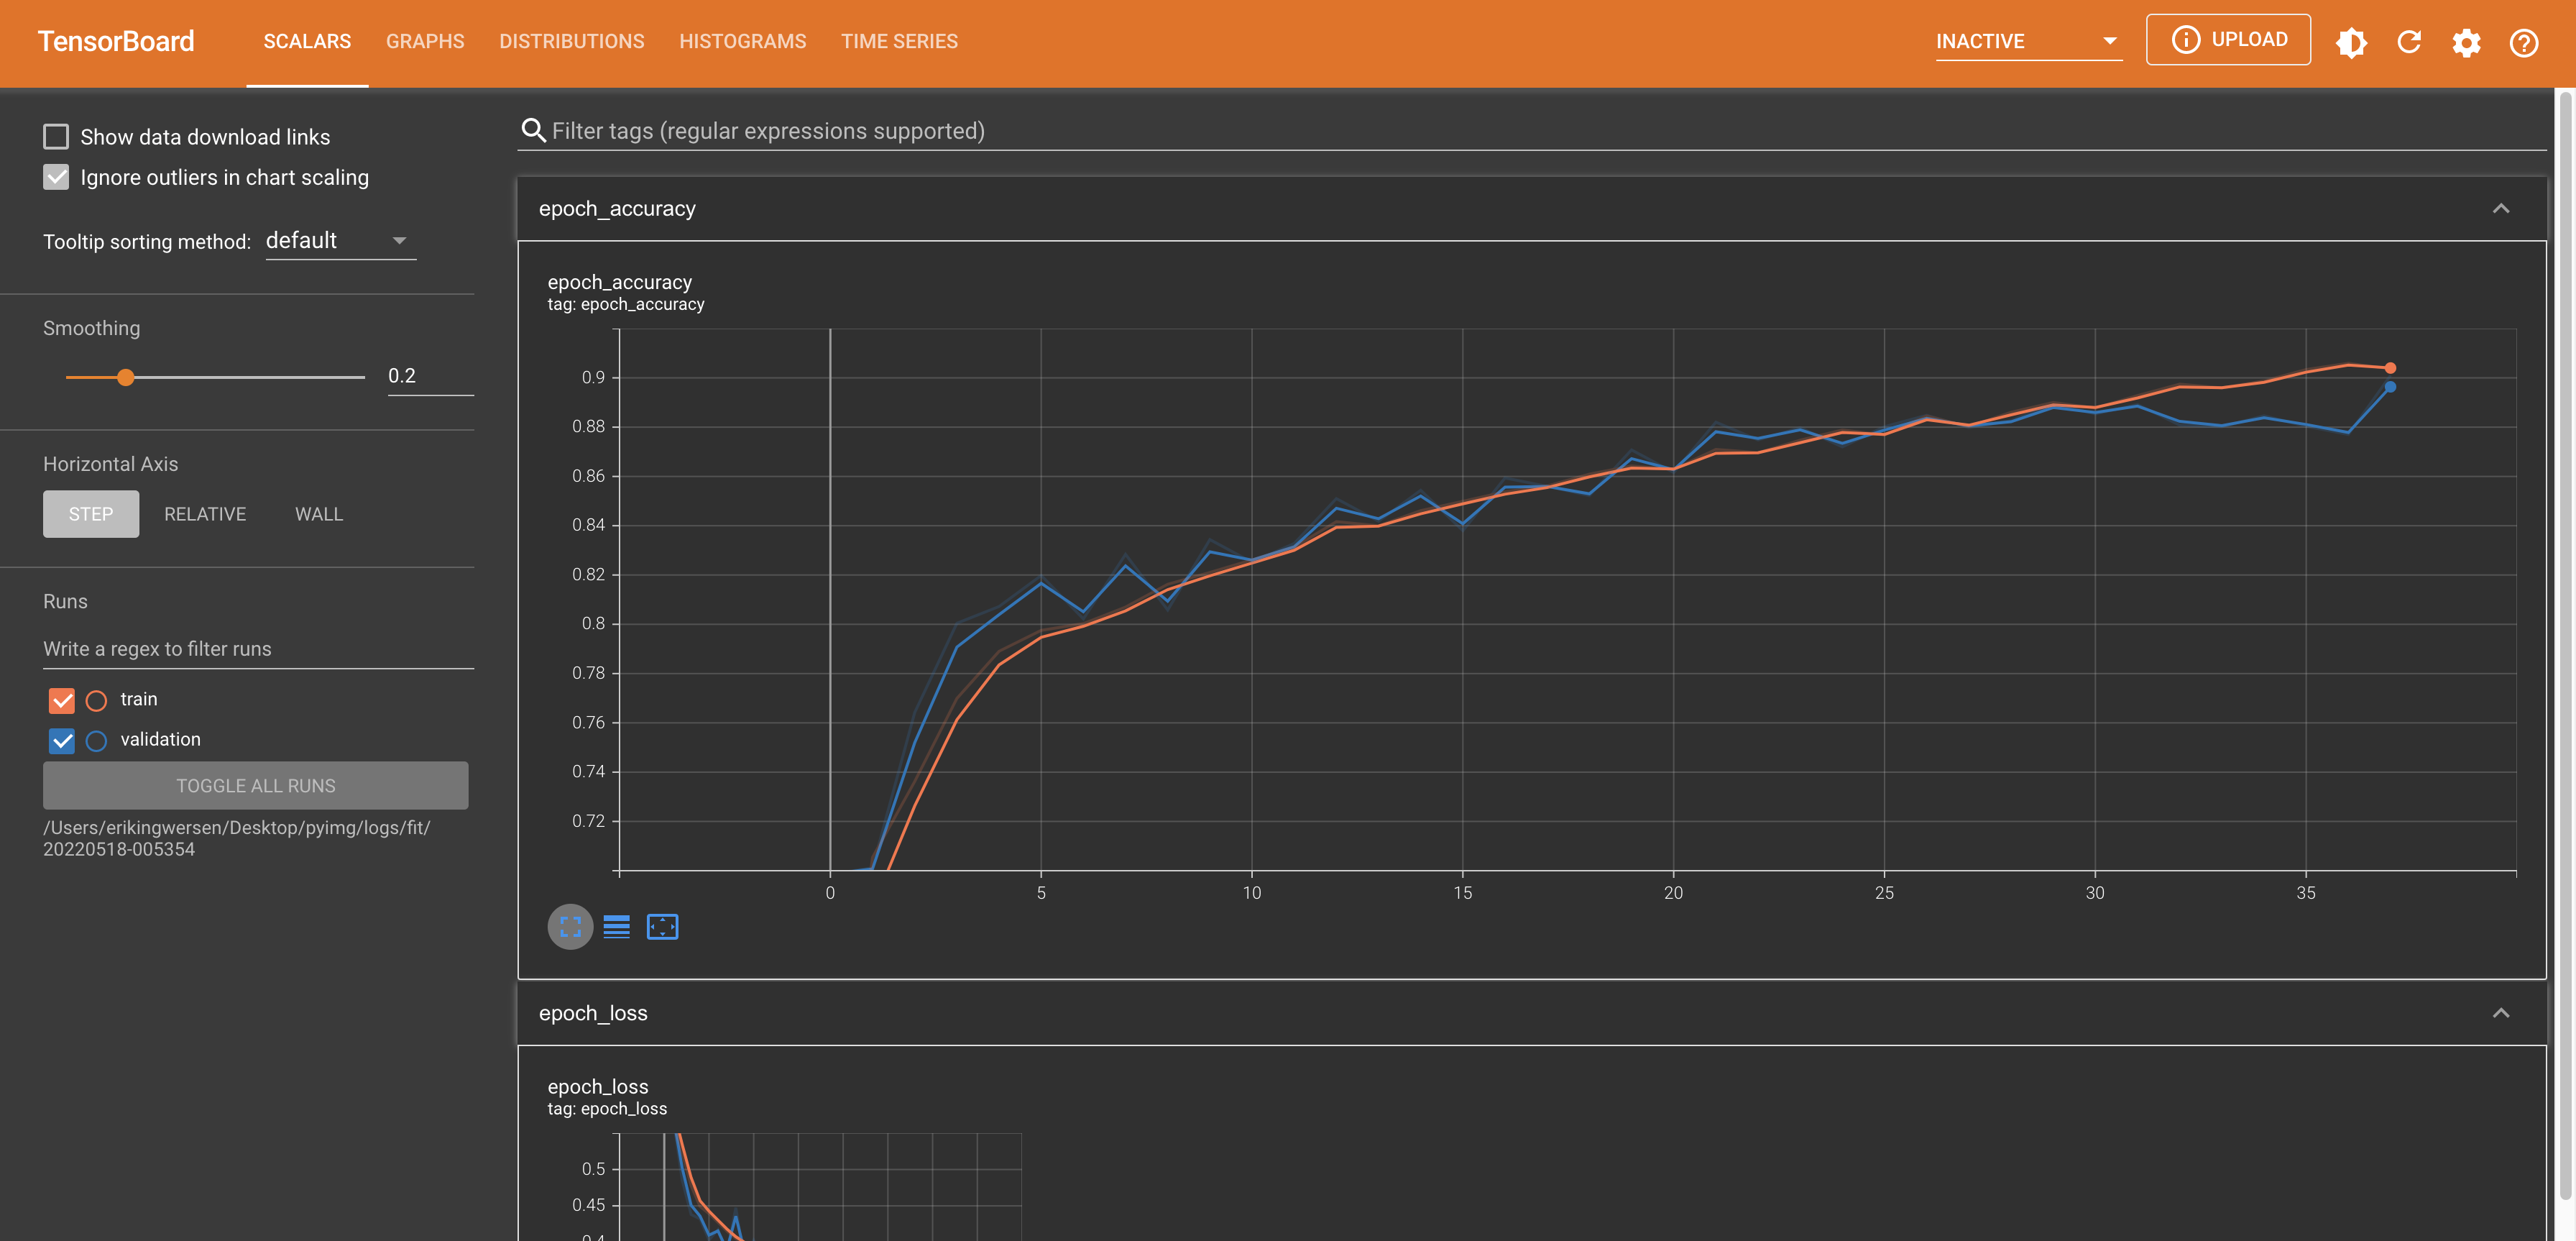 TensorBoard SCALARS GRAPHS DISTRIBUTIONS HISTOGRAMS TIME SERIES INACTIVE UPLOAD
Show data download links
Ignore outliers in chart scaling
Tooltip sorting method: default
Smoothing
0.2
Horizontal Axis
STEP RELATIVE WALL
Runs
Write a regex to filter runs
train
validation
TOGGLE ALL RUNS
/Users/erikingwersen/Desktop/pyimg/logs/fit/
20220518-005354
Filter tags (regular expressions supported)
epoch_accuracy
epoch_accuracy
tag: epoch_accuracy
0.9
0.88
0.86
0.84
0.82
0.8
0.78
0.76
0.74
0.72
0 5 10 15 20 25 30 35
epoch_loss
epoch_loss
tag: epoch_loss
0.5
0.45
0.4